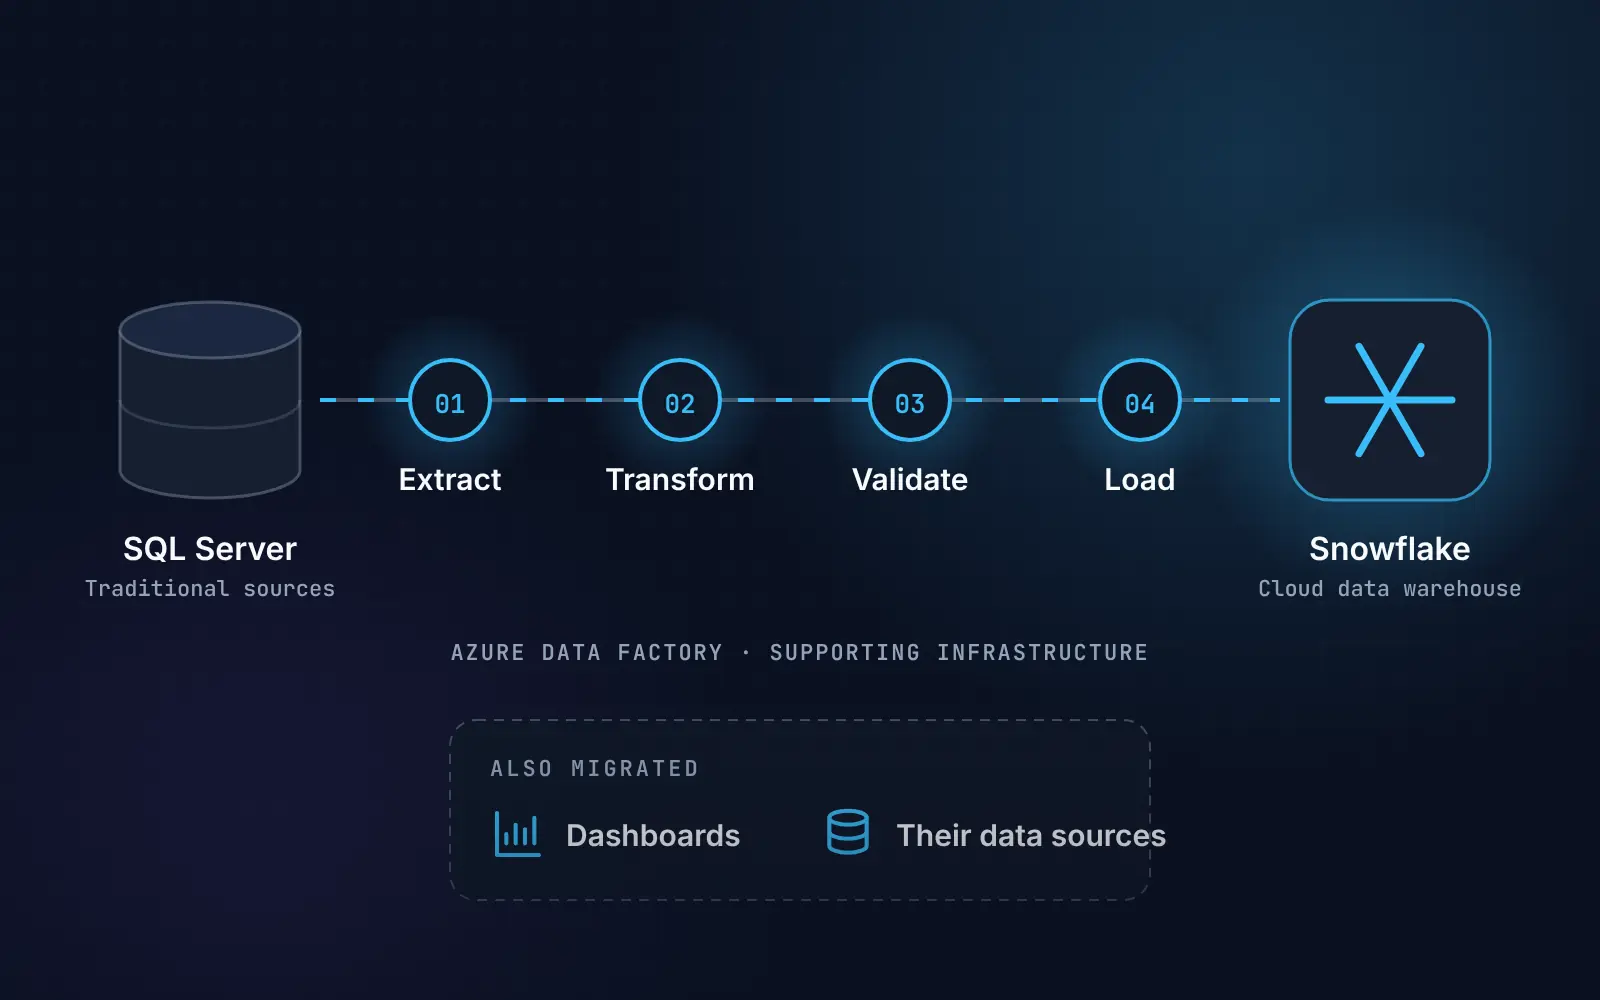 01
02
03
04
Extract
Transform
Validate
Load
SQL Server
Traditional sources
Snowflake
Cloud data warehouse
AZURE DATA FACTORY · SUPPORTING INFRASTRUCTURE
ALSO MIGRATED
Dashboards
Their data sources